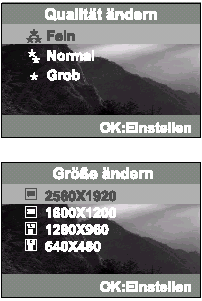 Qualität ändern
Fein
Normal
Grob
OK:Einstellen
Größe ändern
2560X1920
1600X1200
1280X960
640X480
OK:Einstellen